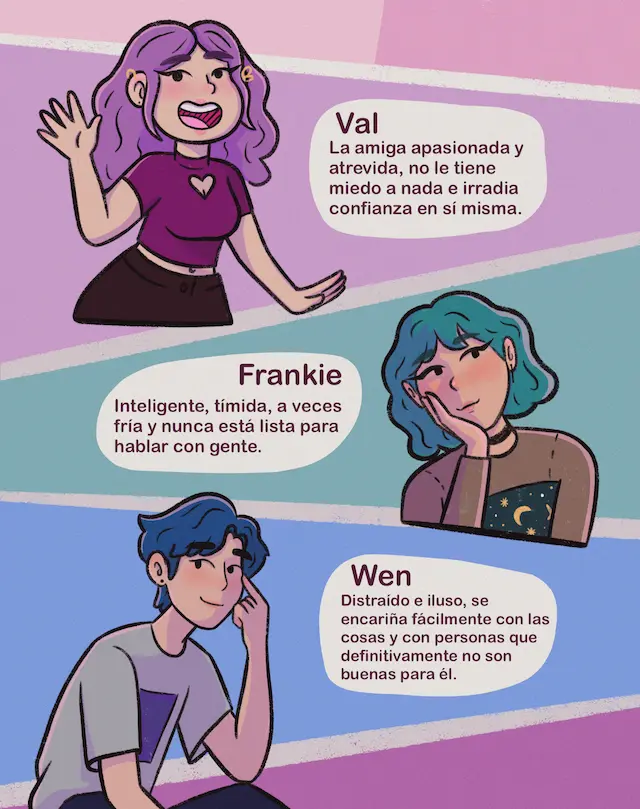 Val
La amiga apasionada y
atrevida, no le tiene
miedo a nada e irradia
confianza en sí misma.
Frankie
Inteligente, tímida, a veces
fría y nunca está lista para
hablar con gente.
Wen
Distraído e iluso, se
encariña fácilmente con las
cosas y con personas que
definitivamente no son
buenas para él.